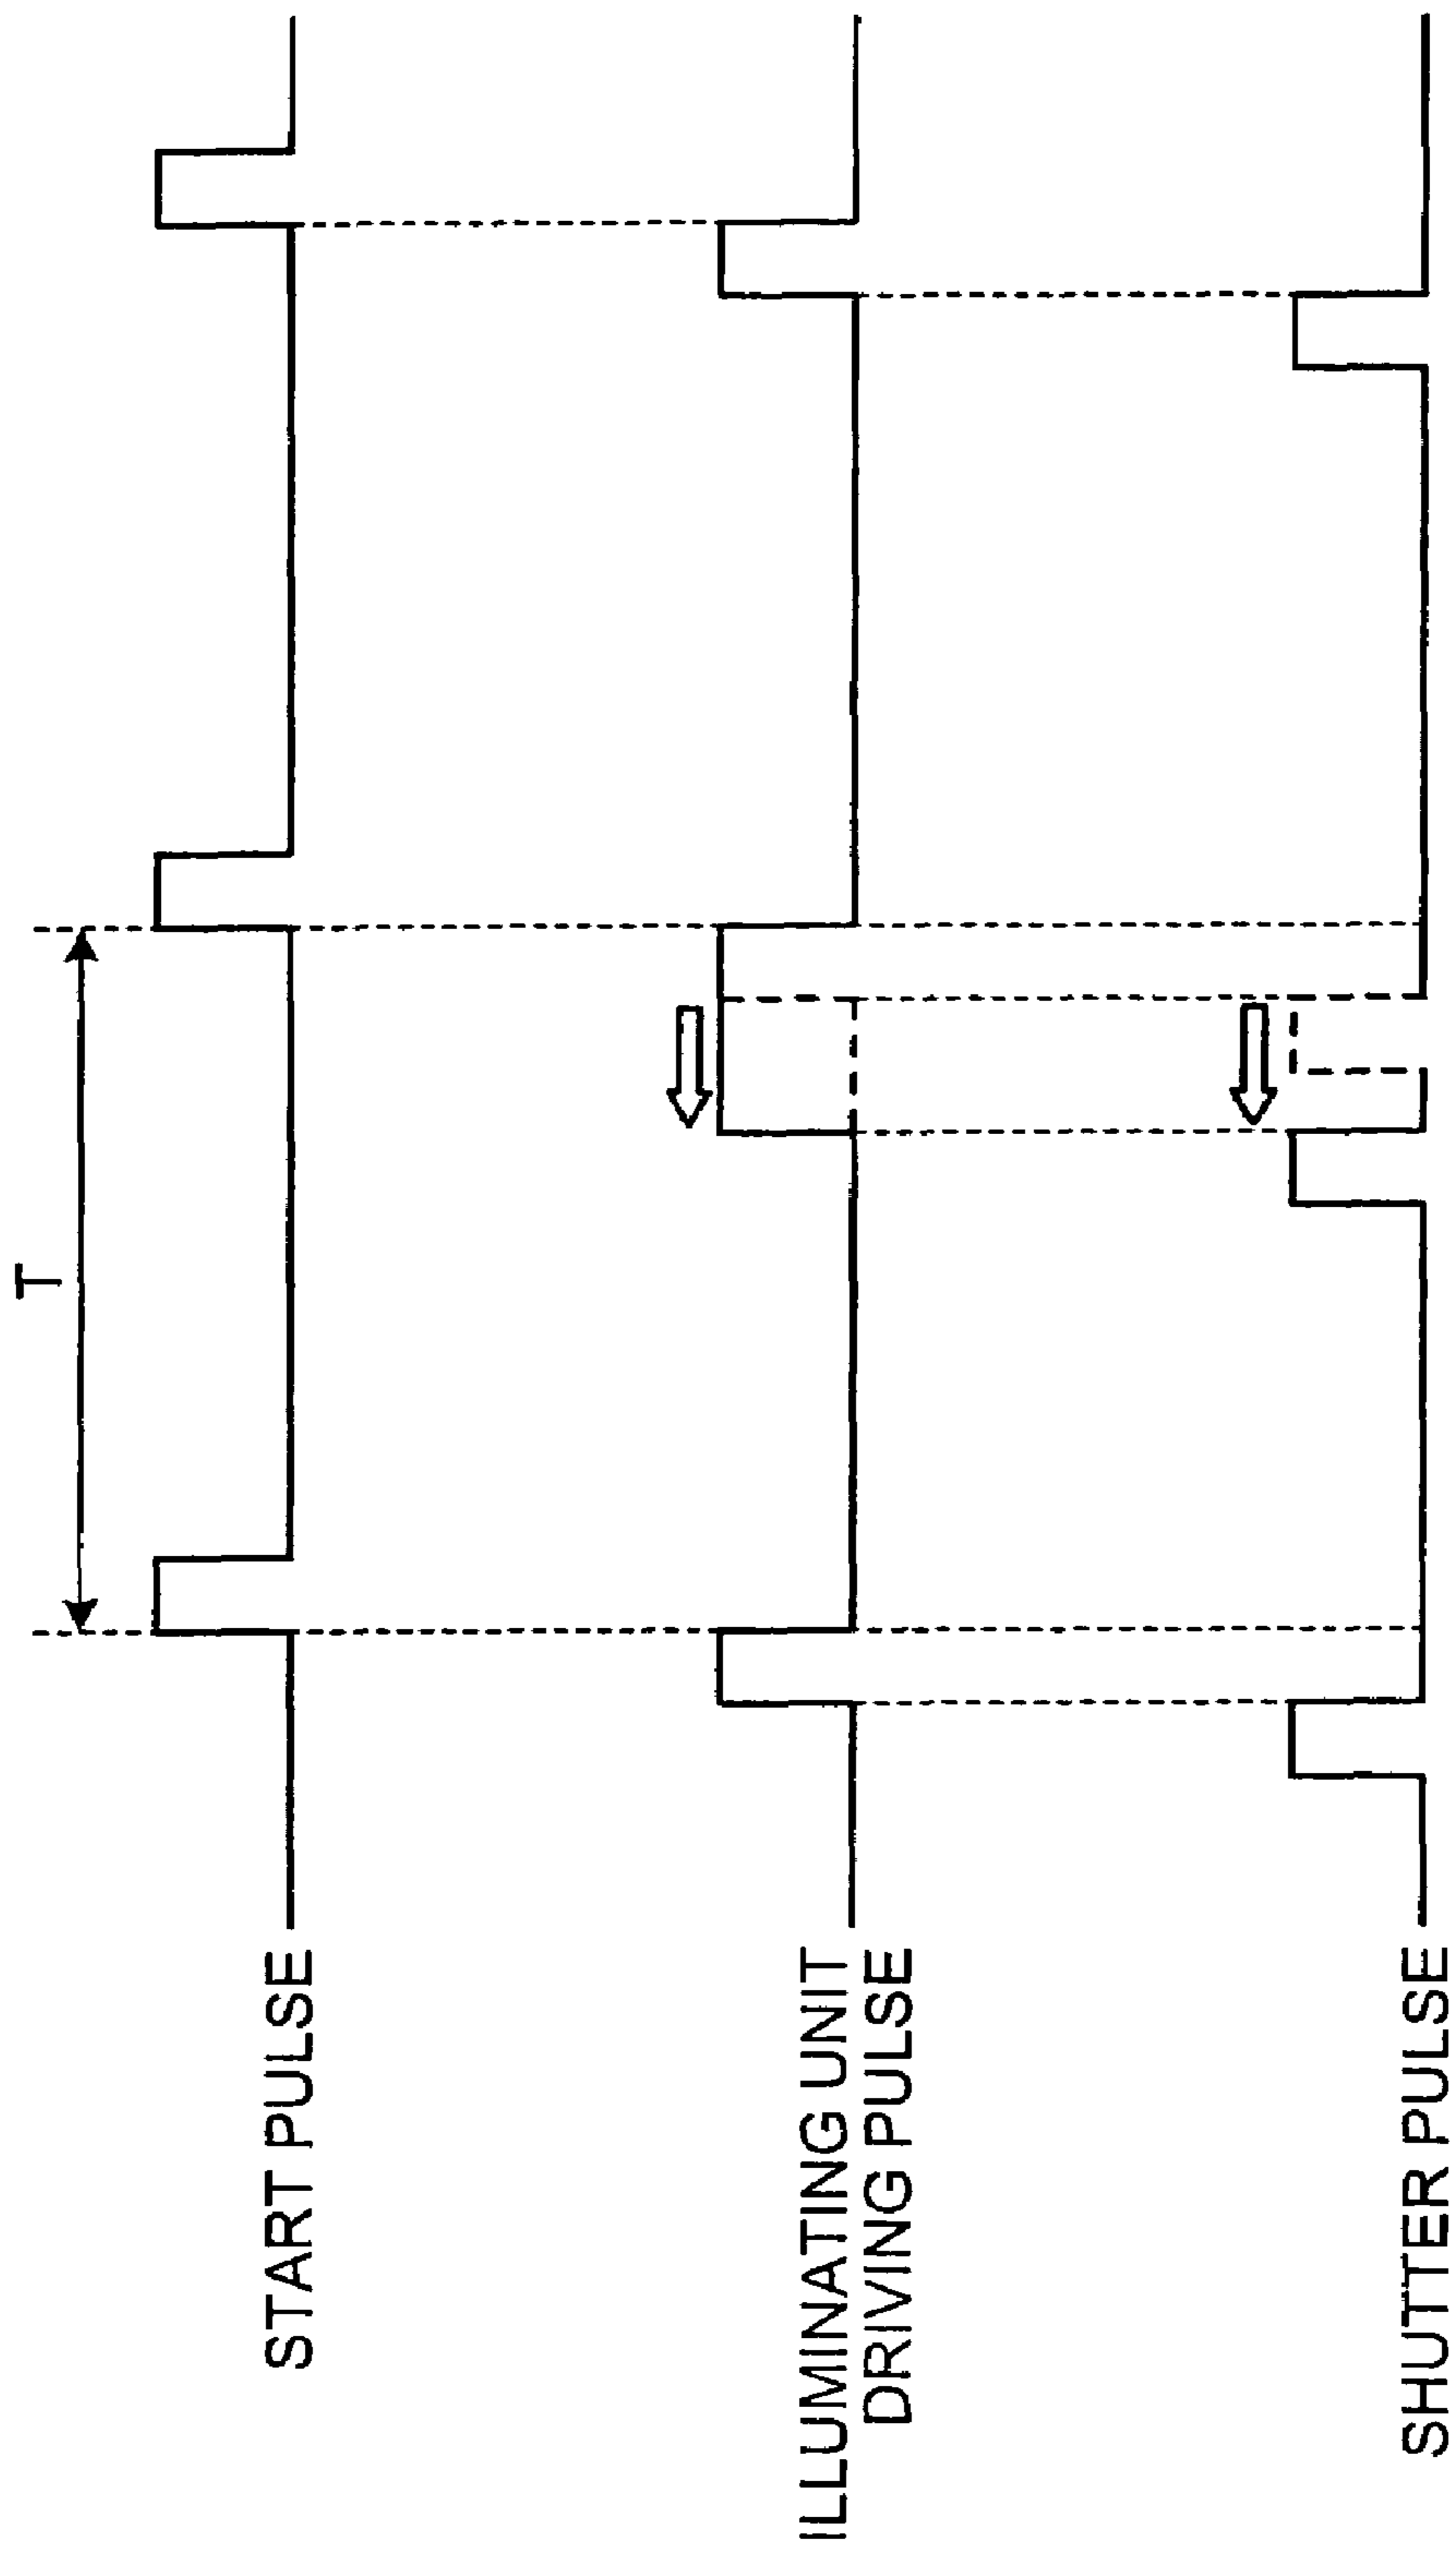 T
START PULSE
ILLUMINATING UNIT
DRIVING PULSE
SHUTTER PULSE